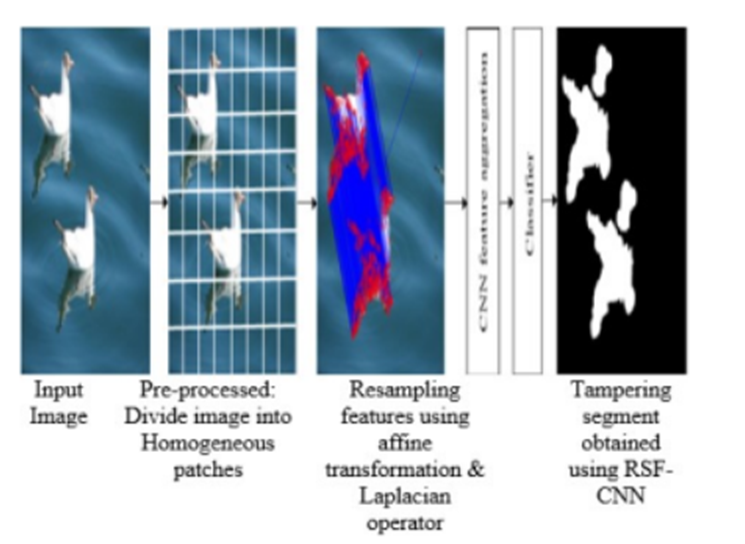 CNN feature aggregation
Classifier
Input
Image
Pre-processed:
Divide image into
Homogeneous
patches
Resampling
features using
affine
transformation &
Laplacian
operator
Tampering
segment
obtained
using RSF-
CNN